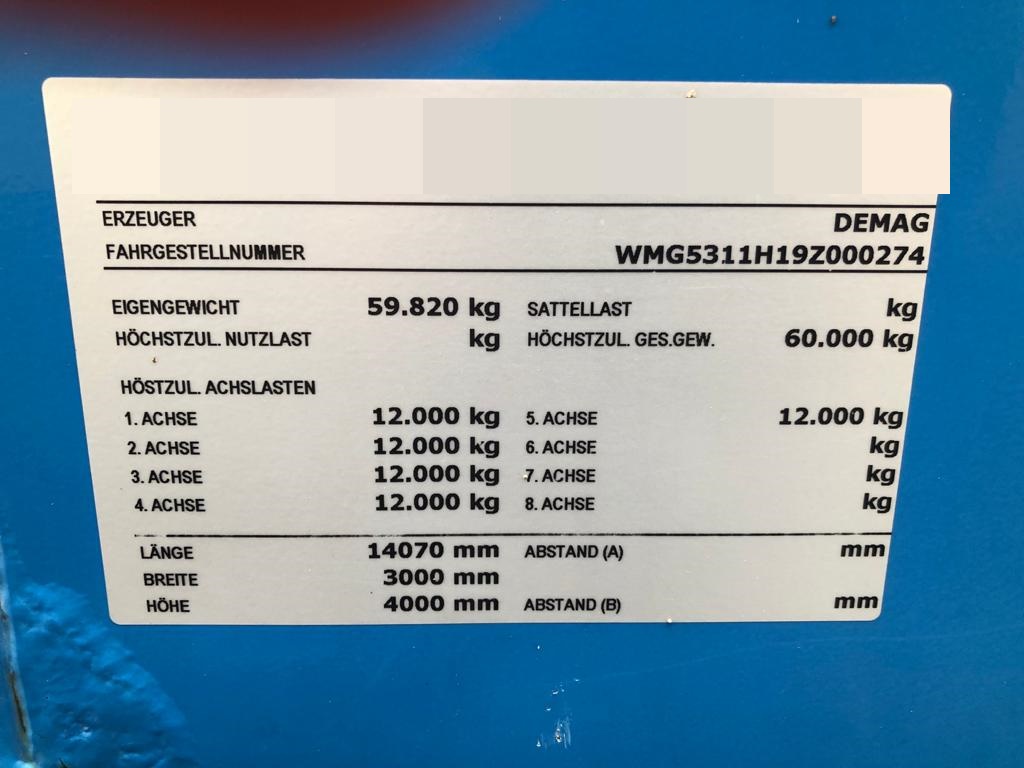 ERZEUGER DEMAG
FAHRGESTELLNUMMER WMG5311H19Z000274
EIGENGEWICHT 59.820 kg SATTELLAST kg
HÖCHSTZUL. NUTZLAST kg HÖCHSTZUL. GES.GEW. 60.000 kg
HÖSTZUL. ACHSLASTEN
1. ACHSE 12.000 kg 5. ACHSE 12.000 kg
2. ACHSE 12.000 kg 6. ACHSE kg
3. ACHSE 12.000 kg 7. ACHSE kg
4. ACHSE 12.000 kg 8. ACHSE kg
LÄNGE 14070 mm ABSTAND (A) mm
BREITE 3000 mm
HÖHE 4000 mm ABSTAND (B) mm